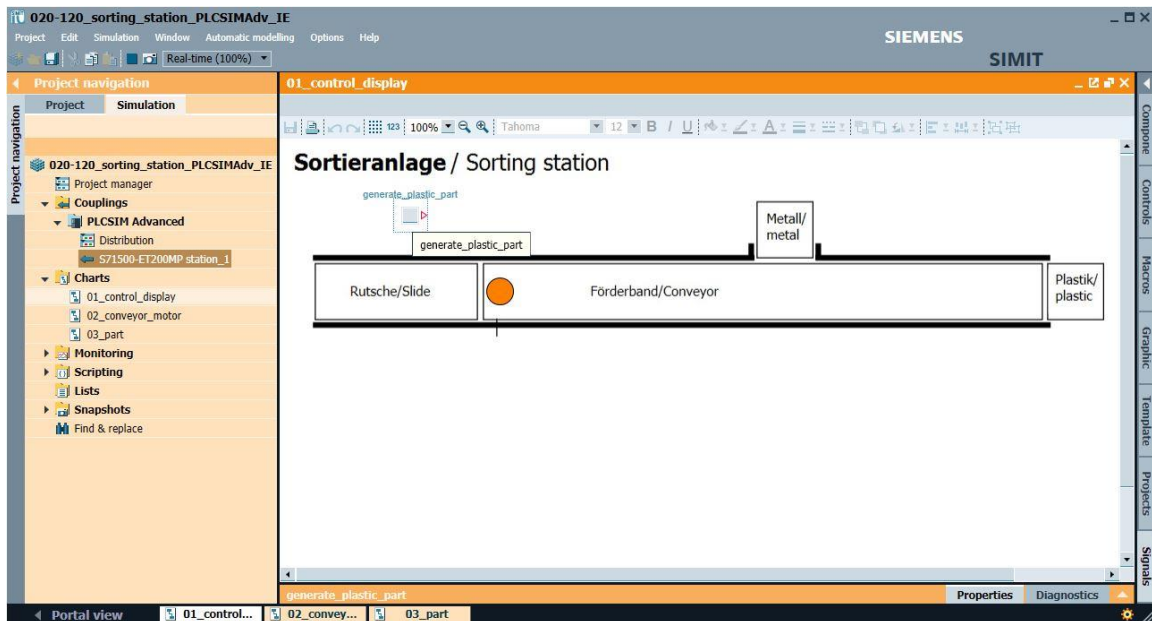 020-120_sorting_station_PLCSIMAdv_IE
Project Edit Simulation Window Automatic modelling Options Help
SIEMENS
SIMIT
Real-time (100%)
Project navigation
Project navigation
Project Simulation
020-120_sorting_station_PLCSIMAdv_IE
Project manager
Couplings
PLCSIM Advanced
Distribution
S71500-ET200MP station_1
Charts
01_control_display
02_conveyor_motor
03_part
Monitoring
Scripting
Lists
Snapshots
Find & replace
01_control_display
123 100% Tahoma 12 B I U A
Sortieranlage / Sorting station
generate_plastic_part
generate_plastic_part
Metall/
metal
Rutsche/Slide
Förderband/Conveyor
Plastik/
plastic
Compone
Controls
Macros
Graphic
Template
Projects
Signals
generate_plastic_part
Properties Diagnostics
Portal view 01_control... 02_convey... 03_part